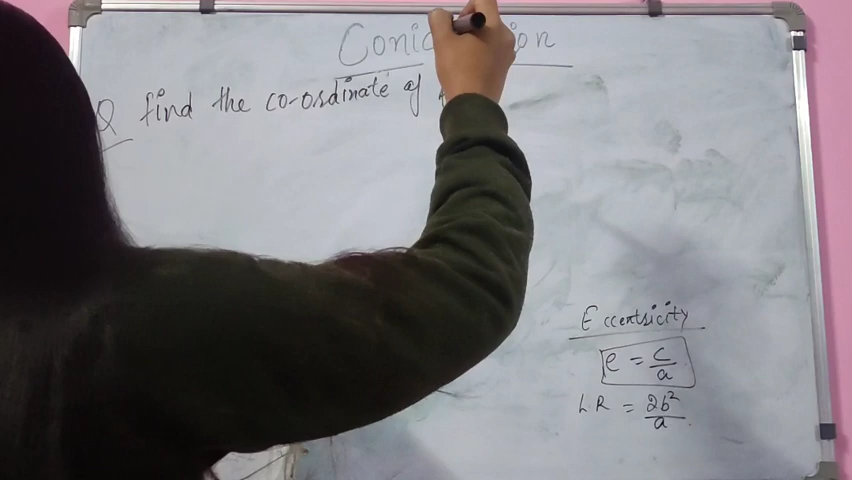 Conic ion
Q find the co-ordinate of
Eccentricity
e = c/a
LR = 2b²/a